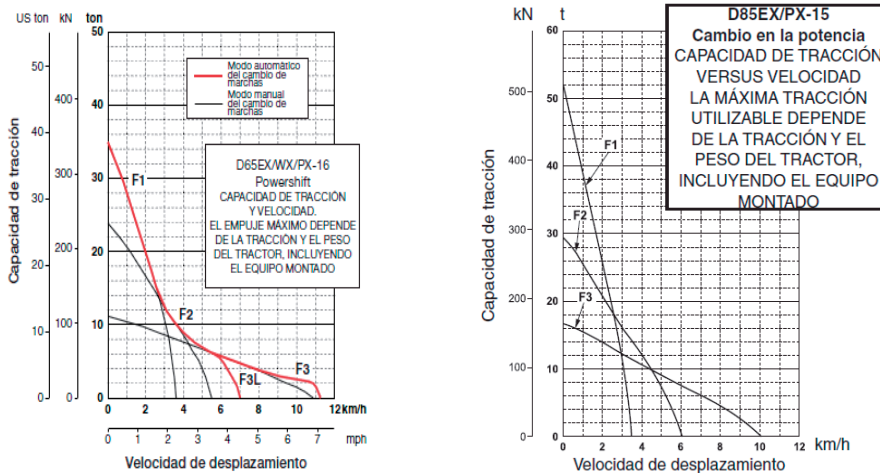 US ton kN ton
50 400 300 200 100 0
50 40 30 20 10 0
50 40 30 20 10 0
Capacidad de tracción
Modo automático
del cambio de
marchas
Modo manual
del cambio de
marchas
D65EX/WX/PX-16
Powershift
CAPACIDAD DE TRACCIÓN
Y VELOCIDAD.
EL EMPUJE MÁXIMO DEPENDE
DE LA TRACCIÓN Y EL PESO
DEL TRACTOR, INCLUYENDO
EL EQUIPO MONTADO
F1
F2
F3L
F3
0 2 4 6 8 10 12km/h
0 1 2 3 4 5 6 7 mph
Velocidad de desplazamiento
kN t
500 400 300 200 100 0
60 50 40 30 20 10 0
Capacidad de tracción
D85EX/PX-15
Cambio en la potencia
CAPACIDAD DE TRACCIÓN
VERSUS VELOCIDAD
LA MÁXIMA TRACCIÓN
UTILIZABLE DEPENDE
DE LA TRACCIÓN Y EL
PESO DEL TRACTOR,
INCLUYENDO EL EQUIPO
MONTADO
F1
F2
F3
0 2 4 6 8 10 12 km/h
Velocidad de desplazamiento